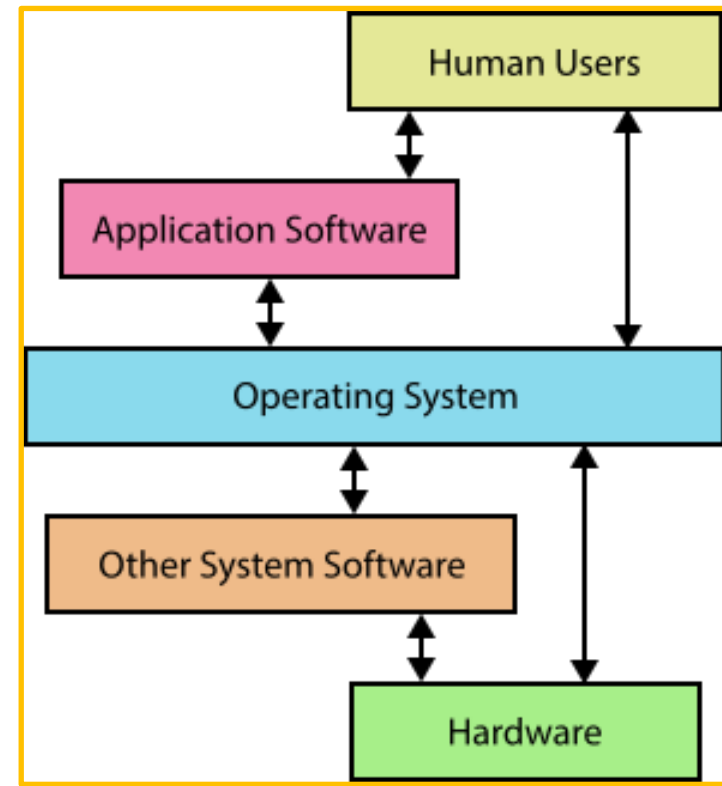 Human Users
Application Software
Operating System
Other System Software
Hardware